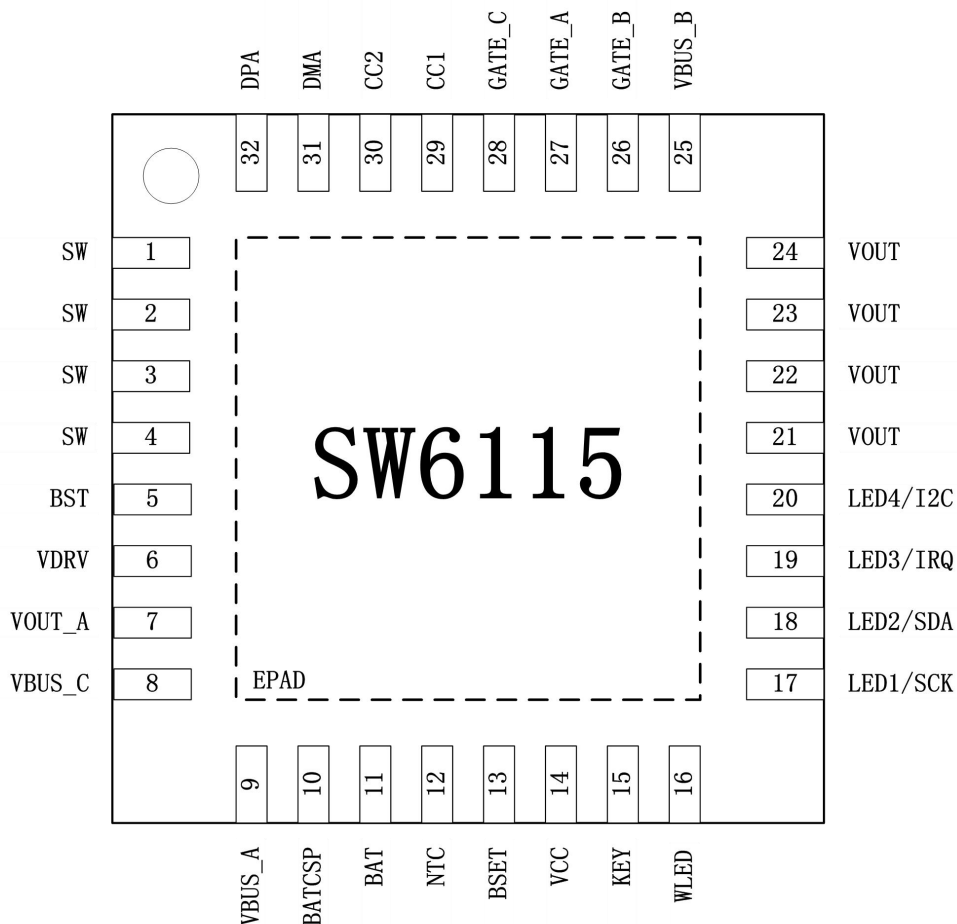 DPA
DMA
CC2
CC1
GATE_C
GATE_A
GATE_B
VBUS_B
32
31
30
29
28
27
26
25
SW 1
SW 2
SW 3
SW 4
BST 5
VDRV 6
VOUT_A 7
VBUS_C 8
SW6115
EPAD
24 VOUT
23 VOUT
22 VOUT
21 VOUT
20 LED4/I2C
19 LED3/IRQ
18 LED2/SDA
17 LED1/SCK
9
10
11
12
13
14
15
16
VBUS_A
BATCSP
BAT
NTC
BSET
VCC
KEY
WLED